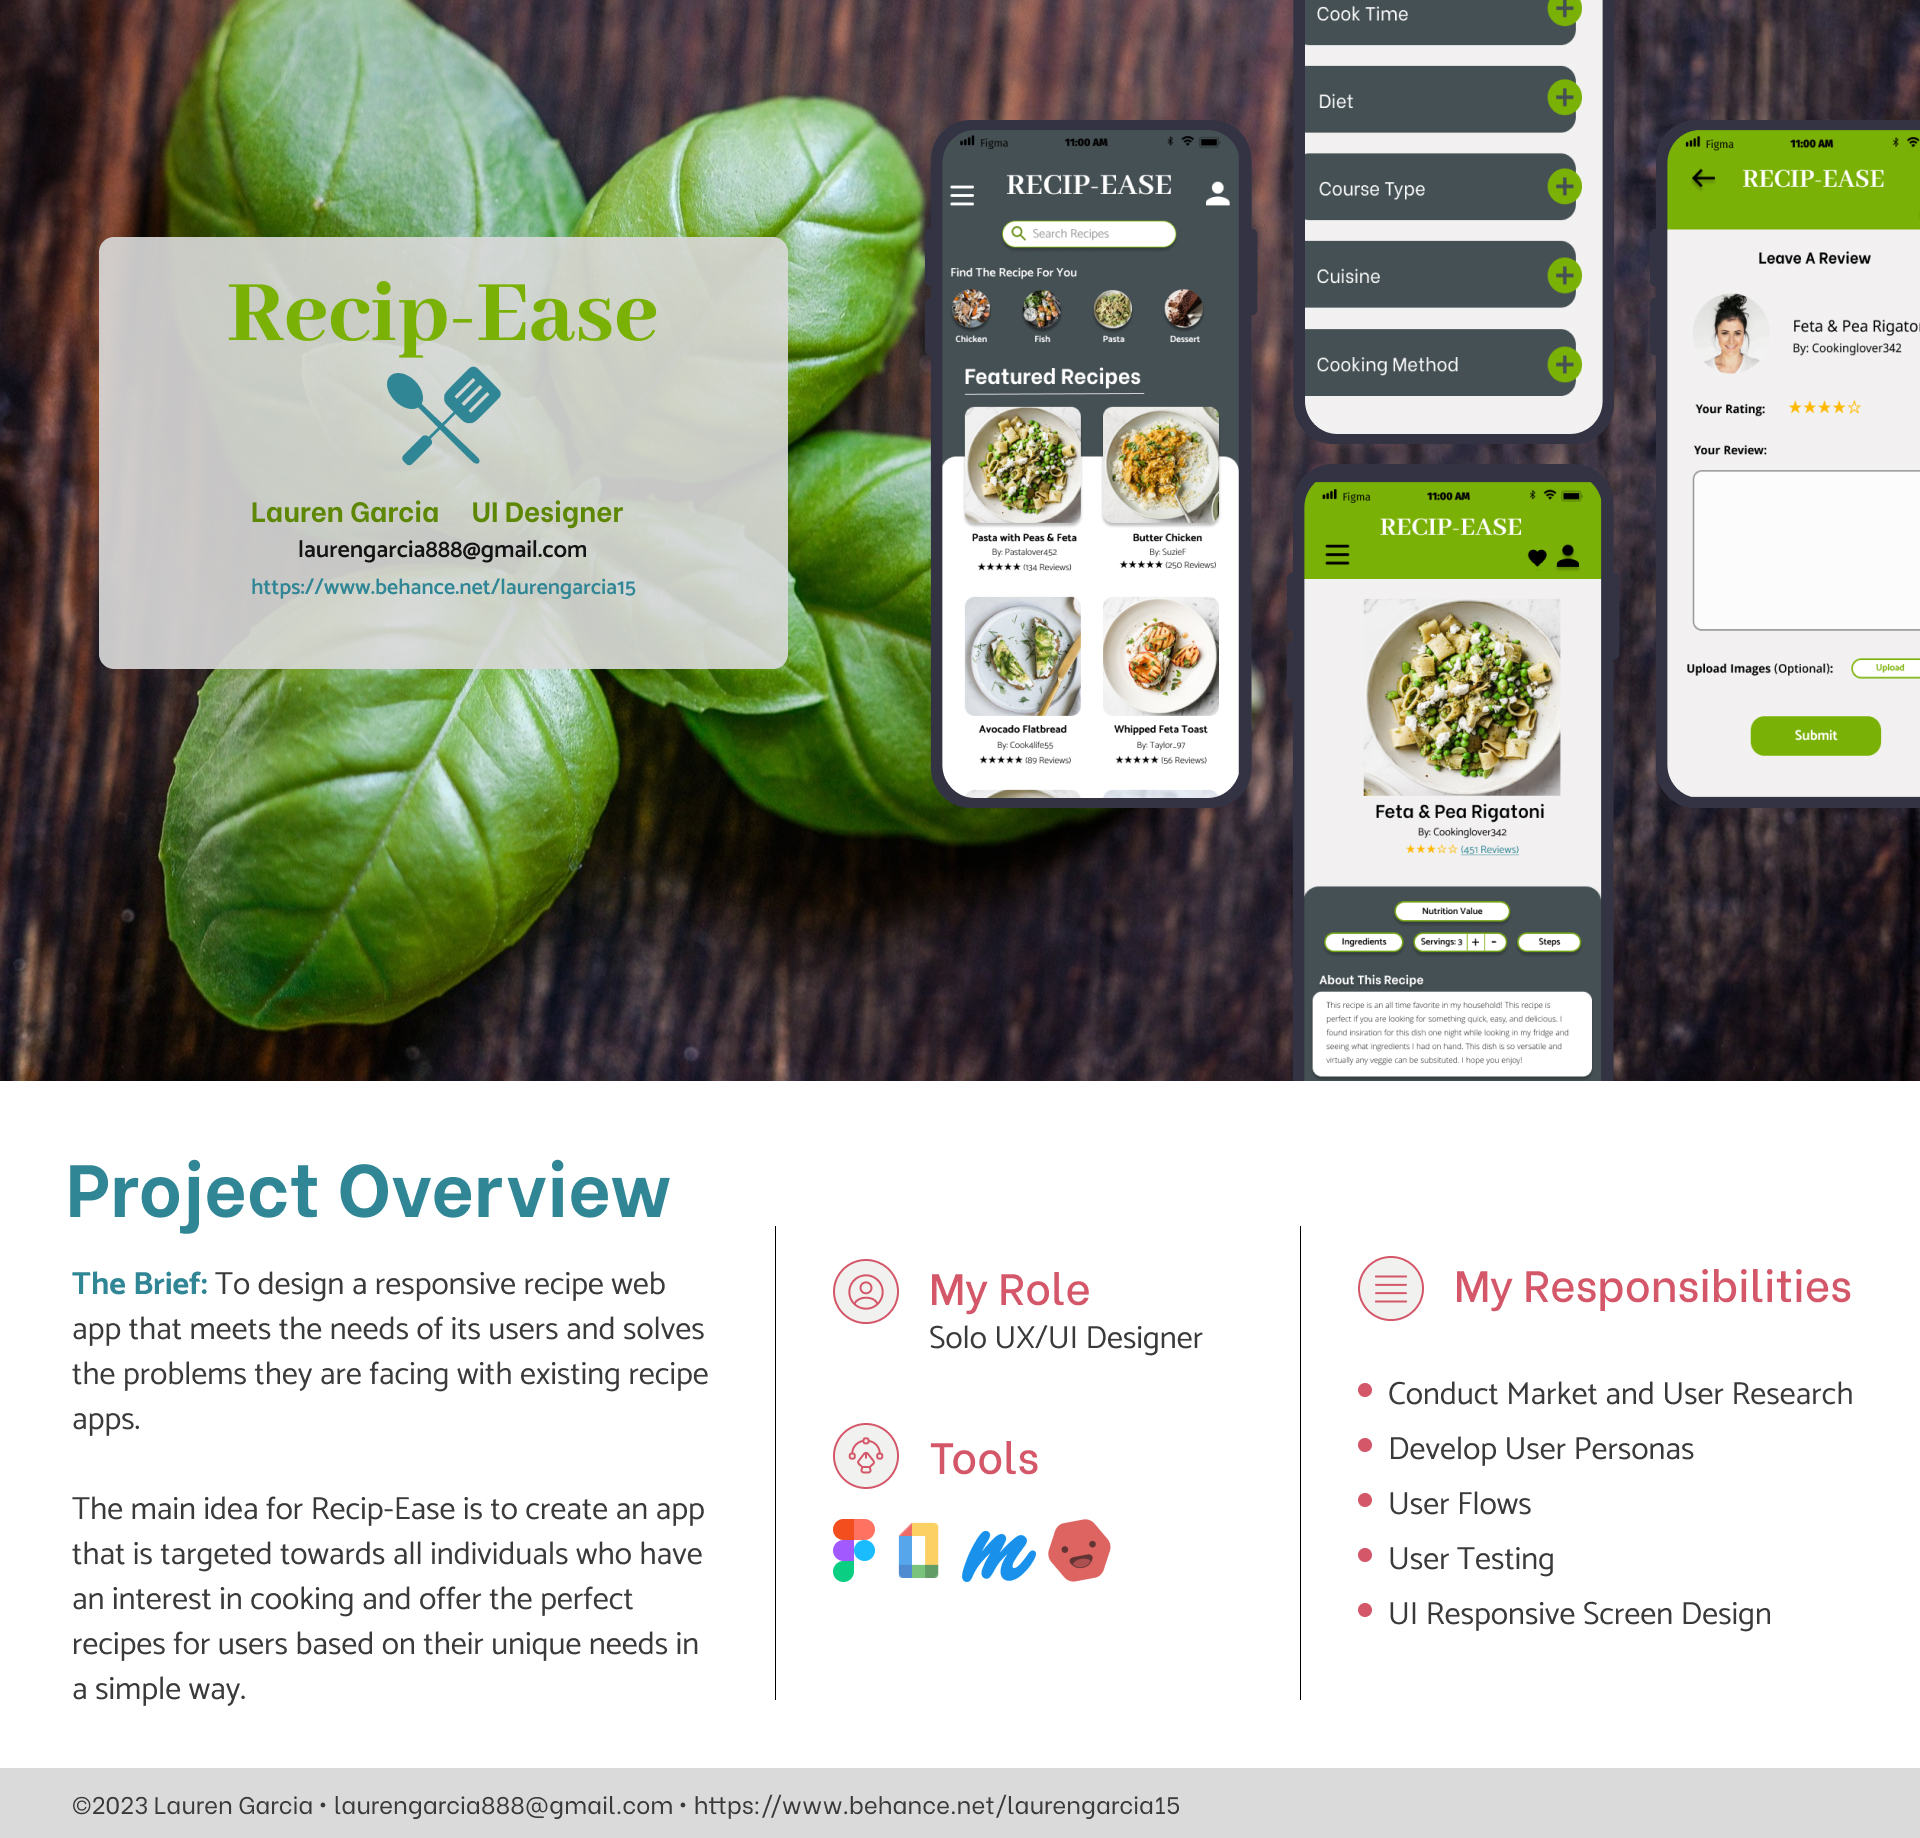 Recip-Ease
Lauren Garcia UI Designer
laurengarcia888@gmail.com
https://www.behance.net/laurengarcia15
Figma 11:00 AM
RECIP-EASE
Search Recipes
Find The Recipe For You
Chicken Fish Pasta Dessert
Featured Recipes
Pasta with Peas & Feta
By: Pastalover452
★★★★★ (134 Reviews)
Butter Chicken
By: SuzieF
★★★★★ (250 Reviews)
Avocado Flatbread
By: Cook4life55
★★★★★ (89 Reviews)
Whipped Feta Toast
By: Taylor_97
★★★★★ (56 Reviews)
Cook Time
Diet
Course Type
Cuisine
Cooking Method
Figma 11:00 AM
RECIP-EASE
Feta & Pea Rigatoni
By: Cookinglover342
★★★☆☆ (451 Reviews)
Nutrition Value
Ingredients Servings: 3 + - Steps
About This Recipe
This recipe is an all time favorite in my household! This recipe is
perfect if you are looking for something quick, easy, and delicious. I
found insiration for this dish one night while looking in my fridge and
seeing what ingredients I had on hand. This dish is so versatile and
virtually any veggie can be subsituted. I hope you enjoy!
Figma 11:00 AM
RECIP-EASE
Leave A Review
Feta & Pea Rigato
By: Cookinglover342
Your Rating: ★★★★☆
Your Review:
Upload Images (Optional): Upload
Submit
Project Overview
The Brief: To design a responsive recipe web
app that meets the needs of its users and solves
the problems they are facing with existing recipe
apps.
The main idea for Recip-Ease is to create an app
that is targeted towards all individuals who have
an interest in cooking and offer the perfect
recipes for users based on their unique needs in
a simple way.
My Role
Solo UX/UI Designer
Tools
My Responsibilities
• Conduct Market and User Research
• Develop User Personas
• User Flows
• User Testing
• UI Responsive Screen Design
©2023 Lauren Garcia • laurengarcia888@gmail.com • https://www.behance.net/laurengarcia15